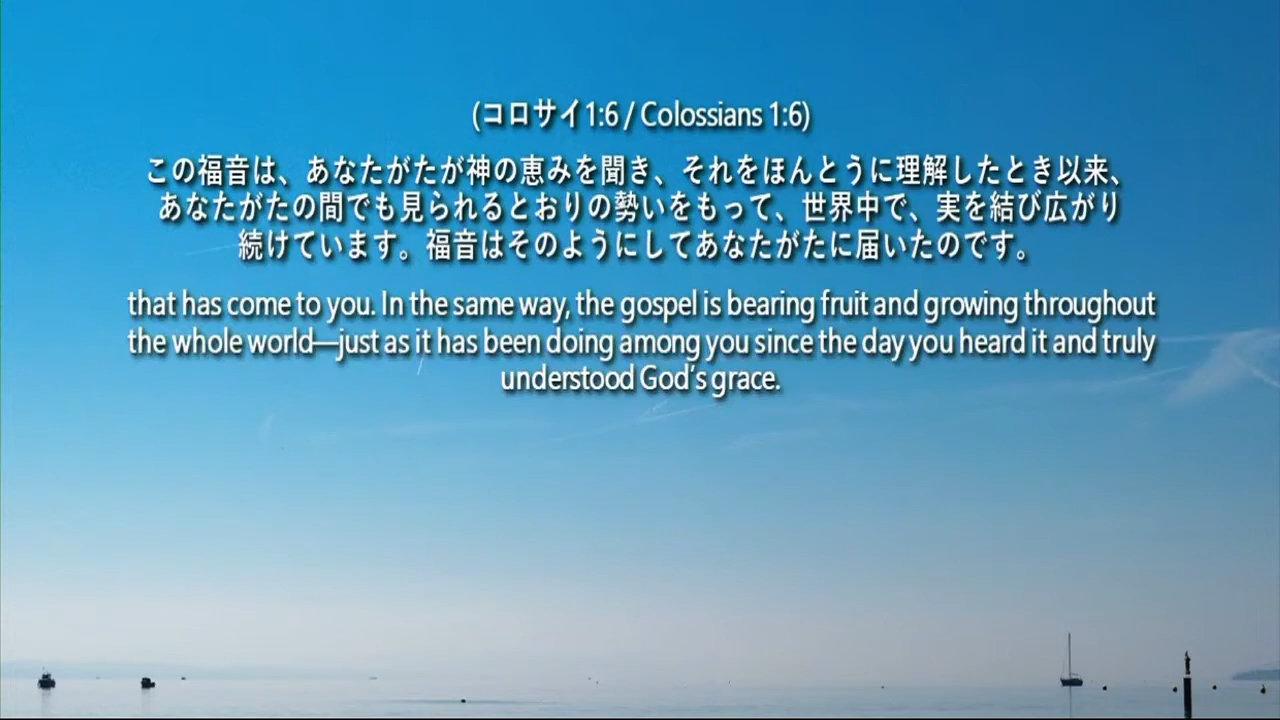 (コロサイ1:6 / Colossians 1:6)
この福音は、あなたがたが神の恵みを聞き、それをほんとうに理解したとき以来、
あなたがたの間でも見られるとおりの勢いをもって、世界中で、実を結び広がり
続けています。福音はそのようにしてあなたがたに届いたのです。
that has come to you. In the same way, the gospel is bearing fruit and growing throughout
the whole world—just as it has been doing among you since the day you heard it and truly
understood God’s grace.